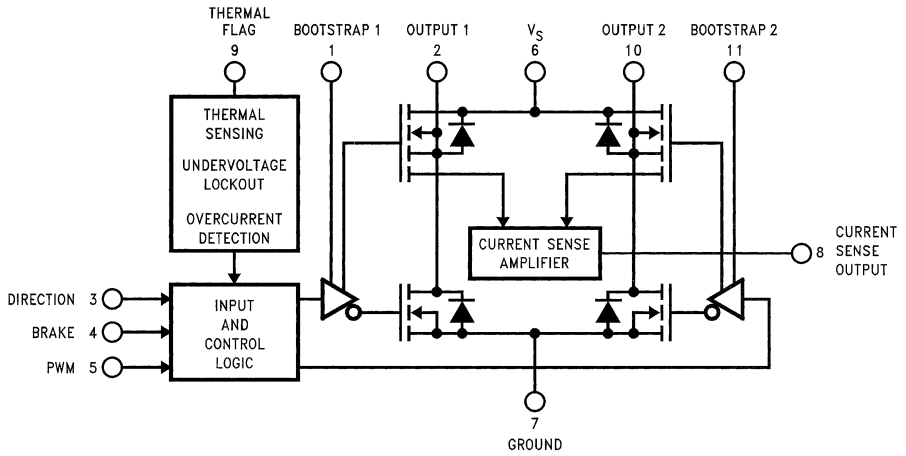 THERMAL
FLAG
9
BOOTSTRAP 1
1
OUTPUT 1
2
VS
6
OUTPUT 2
10
BOOTSTRAP 2
11
THERMAL
SENSING
UNDERVOLTAGE
LOCKOUT
OVERCURRENT
DETECTION
CURRENT SENSE
AMPLIFIER
8 CURRENT
SENSE
OUTPUT
DIRECTION 3
BRAKE 4
PWM 5
INPUT
AND
CONTROL
LOGIC
7
GROUND